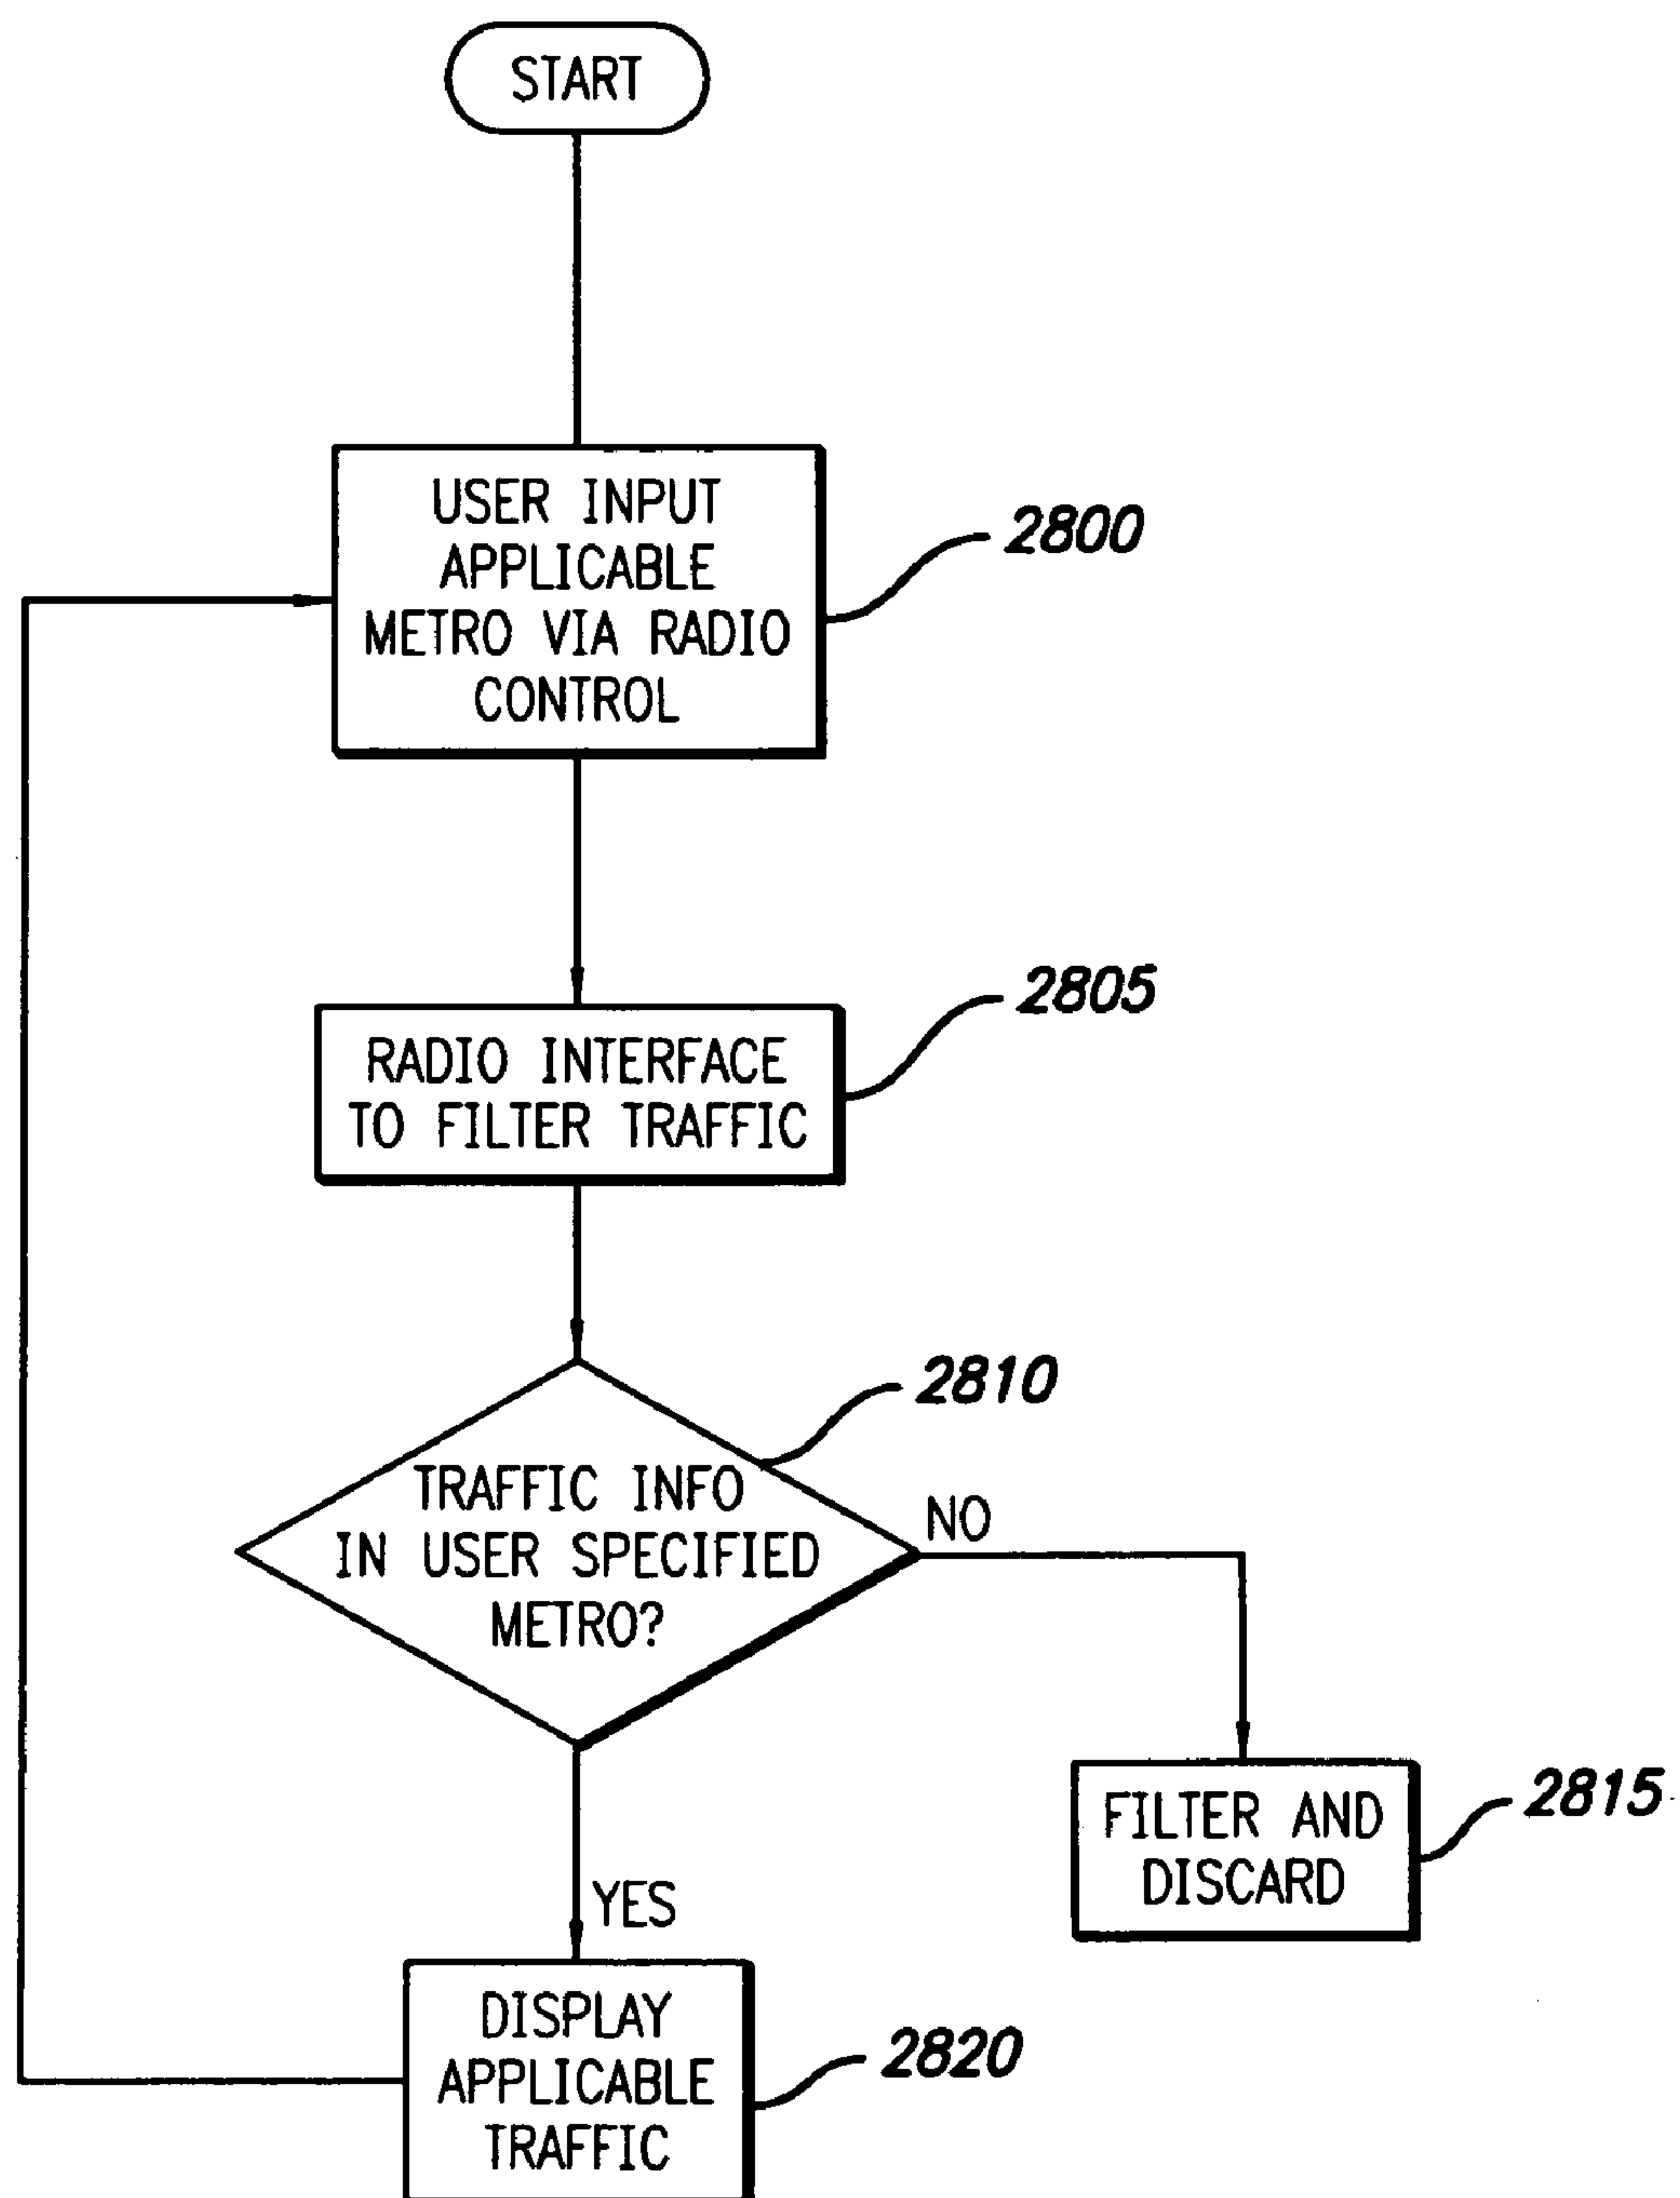 START
USER INPUT
APPLICABLE
METRO VIA RADIO
CONTROL
2800
RADIO INTERFACE
TO FILTER TRAFFIC
2805
TRAFFIC INFO
IN USER SPECIFIED
METRO?
2810
NO
FILTER AND
DISCARD
2815
YES
DISPLAY
APPLICABLE
TRAFFIC
2820